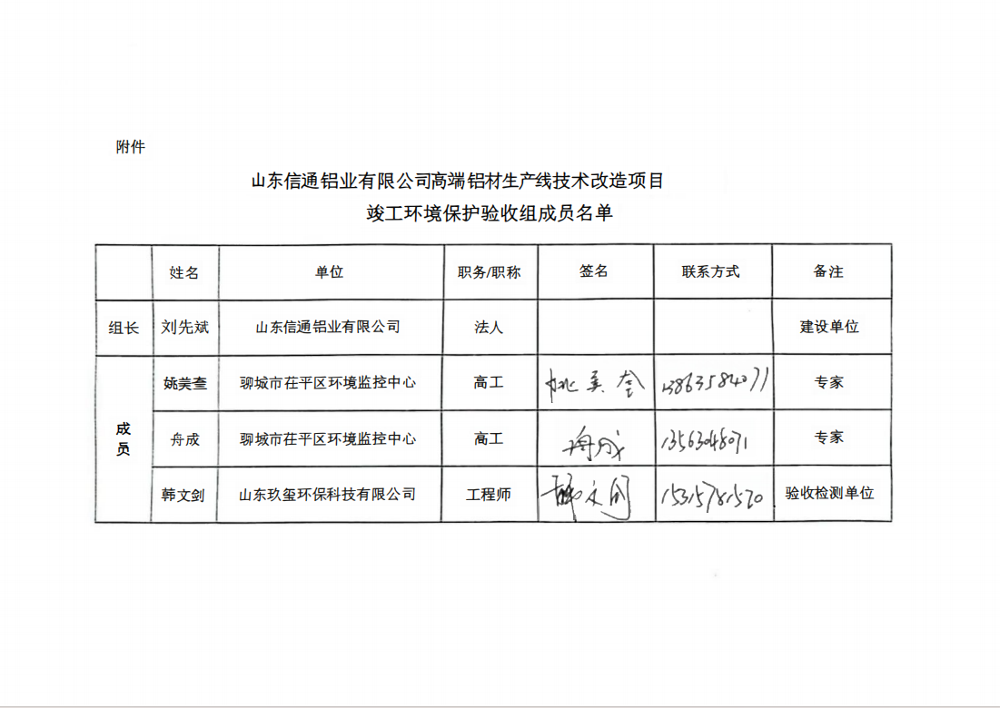 附件
山东信通铝业有限公司高端铝材生产线技术改造项目
竣工环境保护验收组成员名单
姓名 单位 职务/职称 签名 联系方式 备注
组长 刘先斌 山东信通铝业有限公司 法人 建设单位
成员
姚美奎 聊城市茌平区环境监控中心 高工 姚美奎 13863584071 专家
舟成 聊城市茌平区环境监控中心 高工 13563048071 专家
韩文剑 山东玖玺环保科技有限公司 工程师 15315781520 验收检测单位